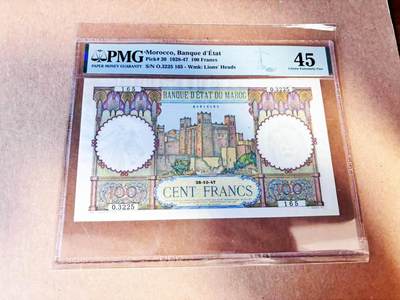 PMG
PAPER MONEY GUARANTY
Morocco, Banque d'État
Pick# 20 1928-47 100 Francs
S/N O.3225 165 - Wmk: Lions' Heads
45
165
O.3225
BANQUE D'ETAT DU MAROC
28-10-47
100
CENT FRANCS
100
O.3225
165